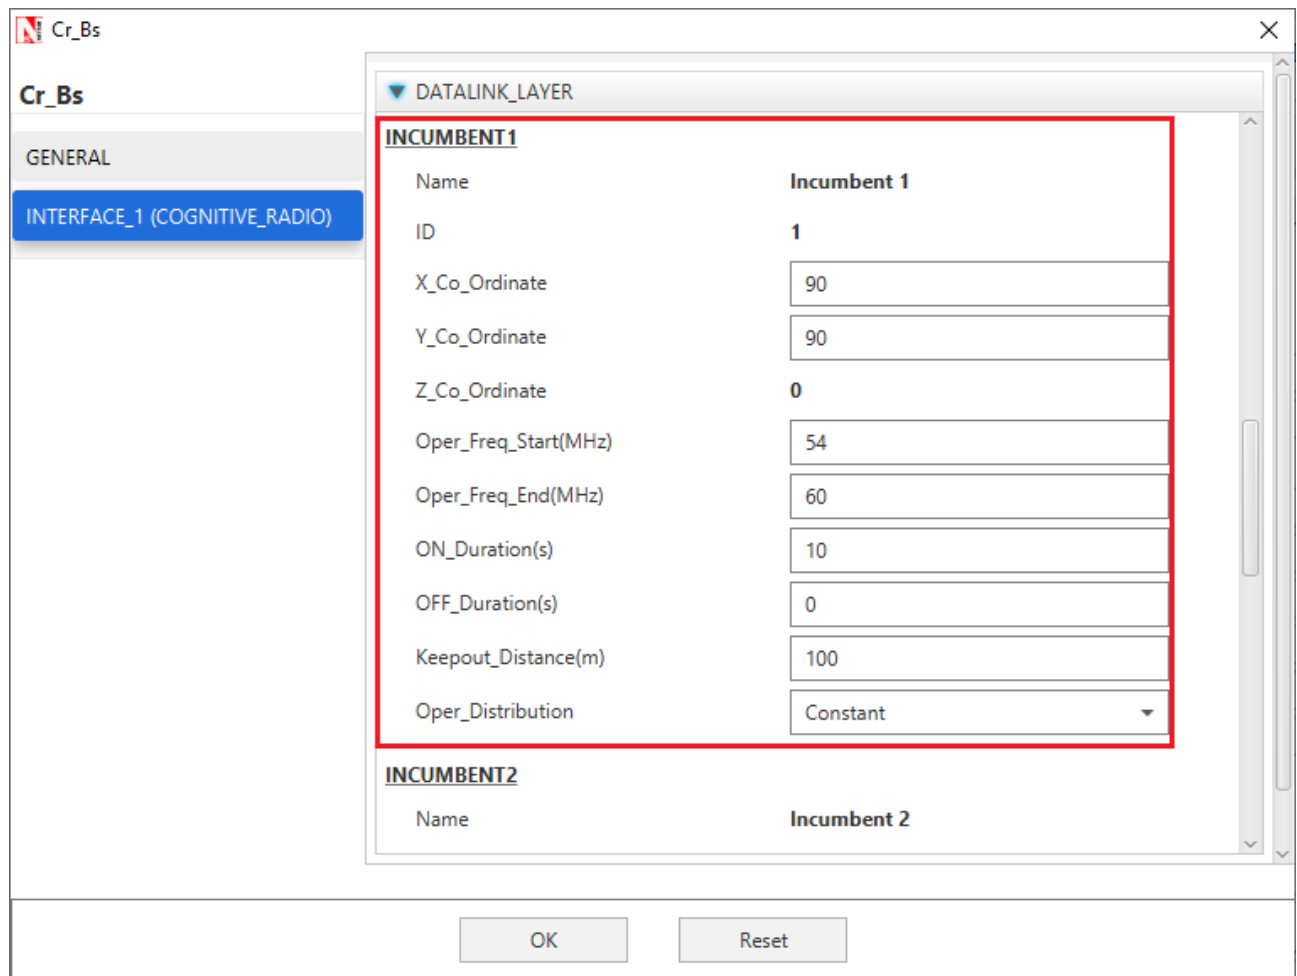 Cr_Bs
Cr_Bs
GENERAL
INTERFACE_1 (COGNITIVE_RADIO)
DATALINK_LAYER
INCUMBENT1
Name Incumbent 1
ID 1
X_Co_Ordinate 90
Y_Co_Ordinate 90
Z_Co_Ordinate 0
Oper_Freq_Start(MHz) 54
Oper_Freq_End(MHz) 60
ON_Duration(s) 10
OFF_Duration(s) 0
Keepout_Distance(m) 100
Oper_Distribution Constant
INCUMBENT2
Name Incumbent 2
OK Reset